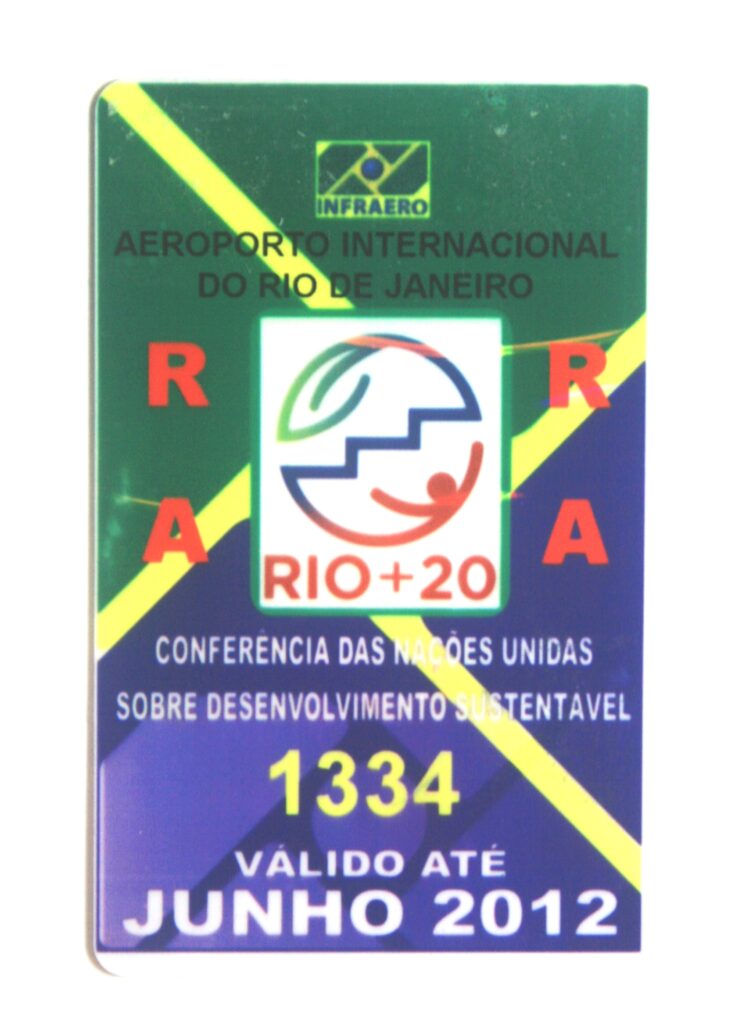 INFRAERO
AEROPORTO INTERNACIONAL
DO RIO DE JANEIRO
R R
A A
RIO+20
CONFERÊNCIA DAS NAÇÕES UNIDAS
SOBRE DESENVOLVIMENTO SUSTENTAVEL
1334
VÁLIDO ATÉ
JUNHO 2012